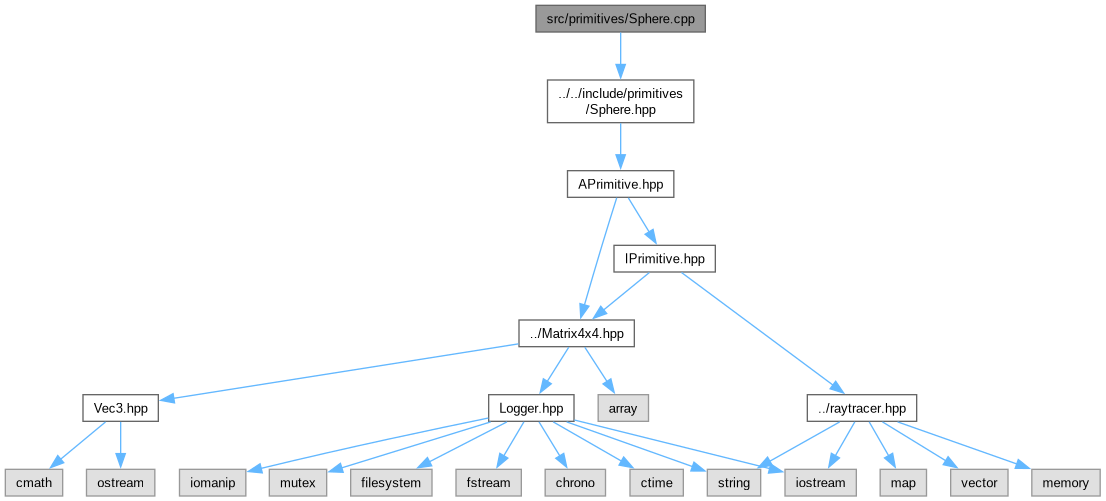 src/primitives/Sphere.cpp
../../include/primitives
/Sphere.hpp
APrimitive.hpp
IPrimitive.hpp
../Matrix4x4.hpp
Vec3.hpp
Logger.hpp
array
../raytracer.hpp
cmath
ostream
iomanip
mutex
filesystem
fstream
chrono
ctime
string
iostream
map
vector
memory